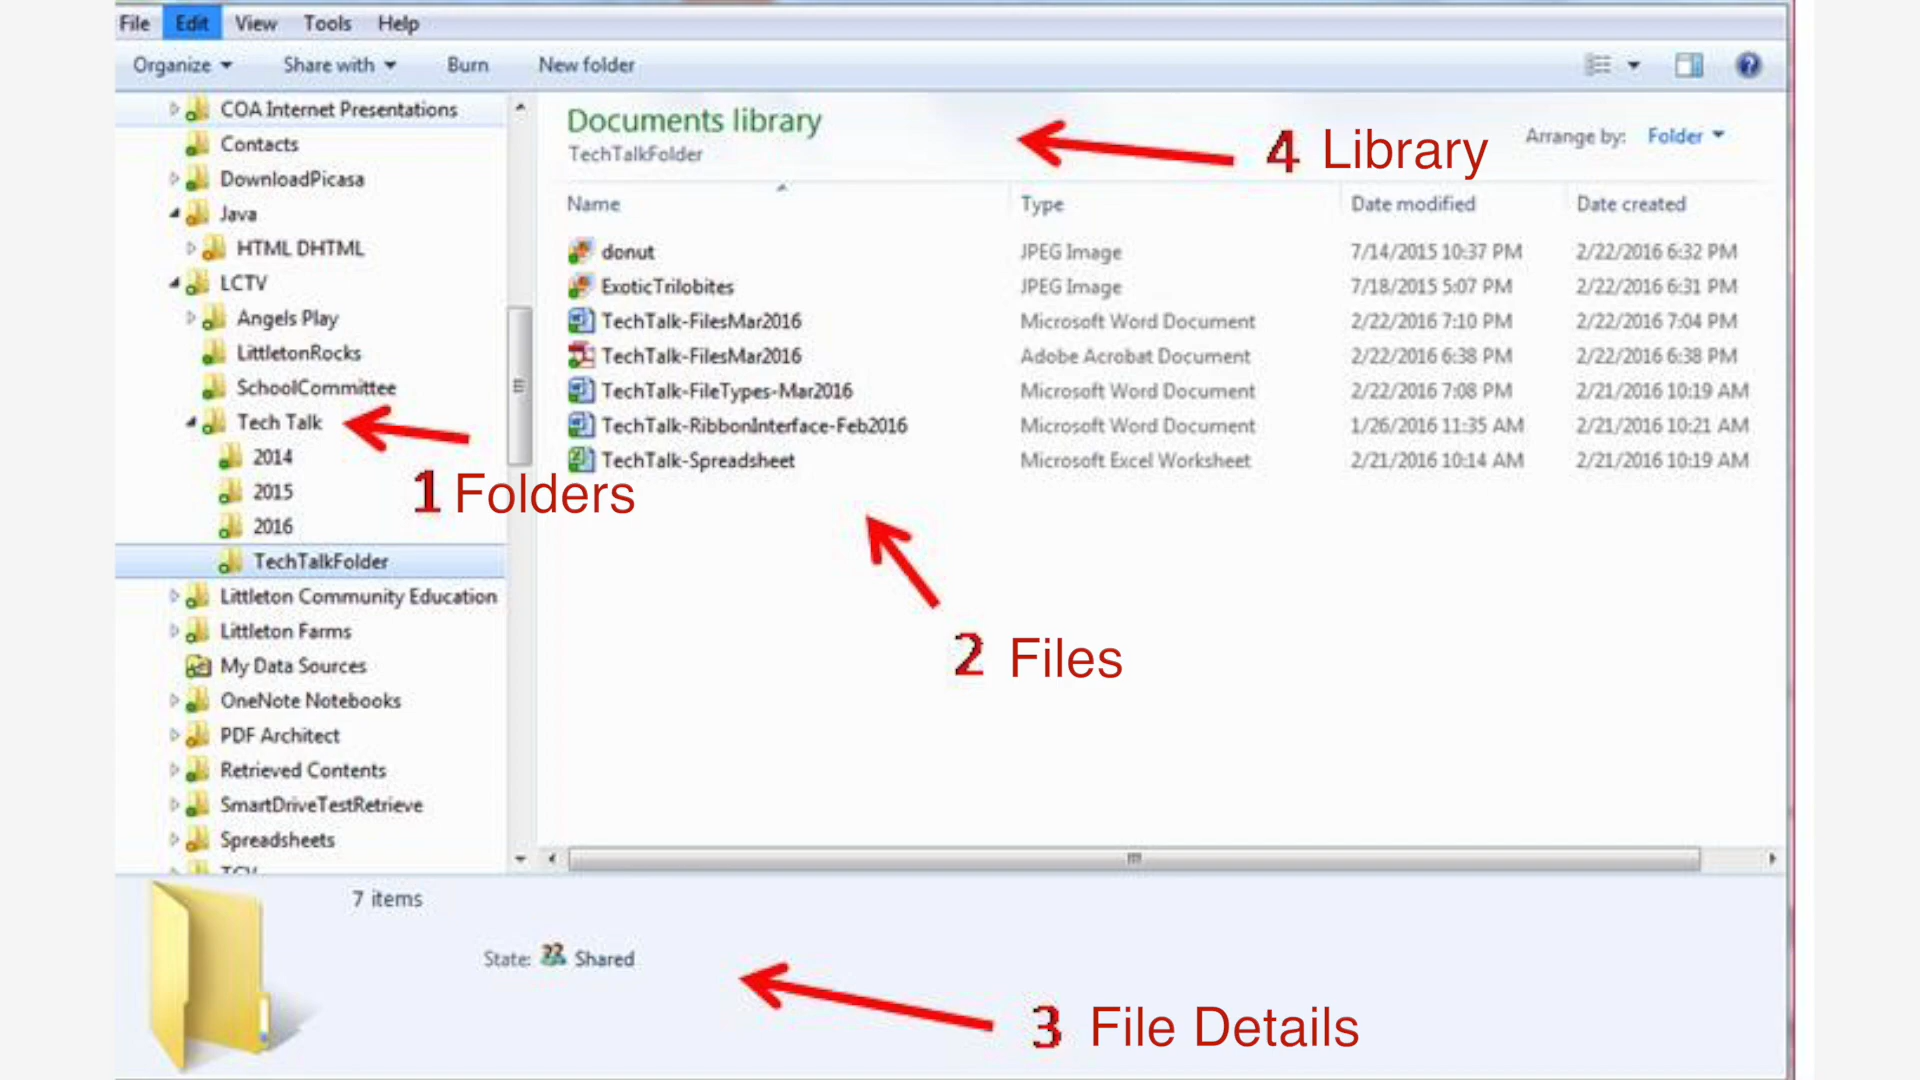 File Edit View Tools Help
Organize Share with Burn New folder
COA Internet Presentations
Contacts
DownloadPicasa
Java
HTML DHTML
LCTV
Angels Play
LittletonRocks
SchoolCommittee
Tech Talk
2014
2015
2016
TechTalkFolder
Littleton Community Education
Littleton Farms
My Data Sources
OneNote Notebooks
PDF Architect
Retrieved Contents
SmartDriveTestRetrieve
Spreadsheets
1 Folders
Documents library
TechTalkFolder
4 Library
Arrange by: Folder
Name Type Date modified Date created
donut JPEG Image 7/14/2015 10:37 PM 2/22/2016 6:32 PM
ExoticTrilobites JPEG Image 7/18/2015 5:07 PM 2/22/2016 6:31 PM
TechTalk-FilesMar2016 Microsoft Word Document 2/22/2016 7:10 PM 2/22/2016 7:04 PM
TechTalk-FilesMar2016 Adobe Acrobat Document 2/22/2016 6:38 PM 2/22/2016 6:38 PM
TechTalk-FileTypes-Mar2016 Microsoft Word Document 2/22/2016 7:08 PM 2/21/2016 10:19 AM
TechTalk-RibbonInterface-Feb2016 Microsoft Word Document 1/26/2016 11:35 AM 2/21/2016 10:21 AM
TechTalk-Spreadsheet Microsoft Excel Worksheet 2/21/2016 10:14 AM 2/21/2016 10:19 AM
2 Files
7 items
State: Shared
3 File Details